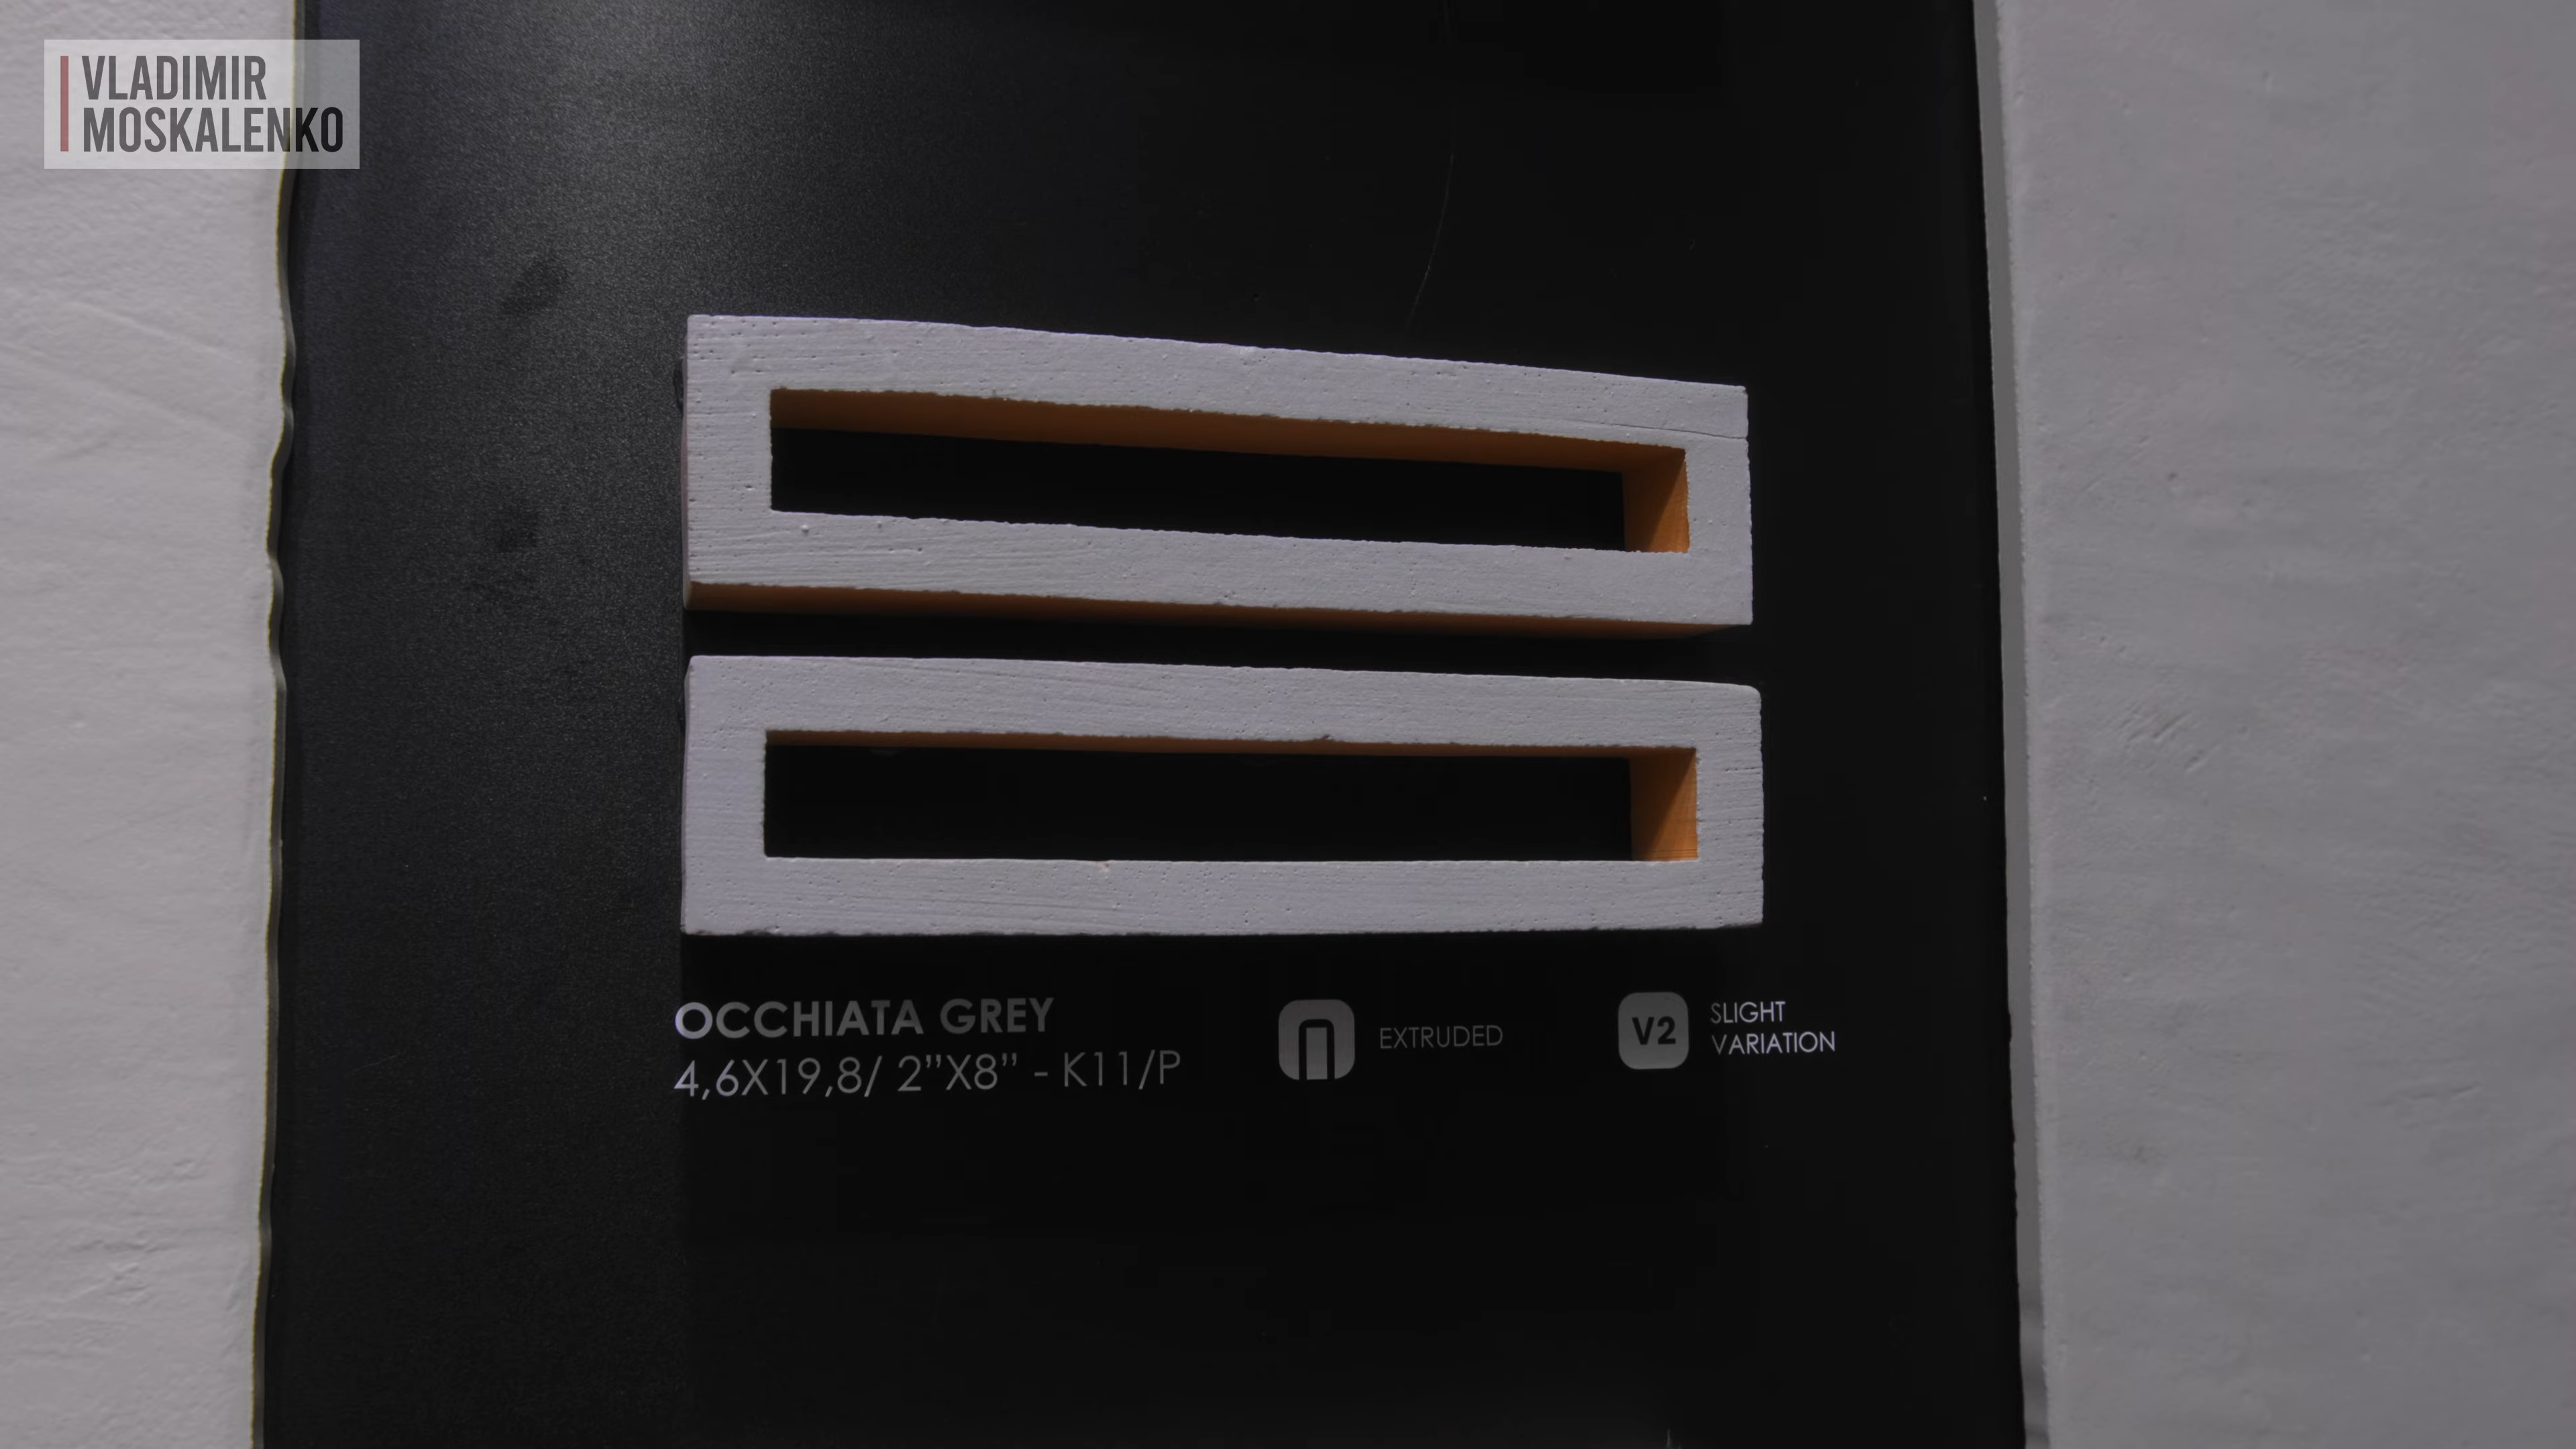 VLADIMIR
MOSKALENKO
OCCHIATA GREY
4,6X19,8/ 2”X8” - K11/P
EXTRUDED
V2
SLIGHT
VARIATION